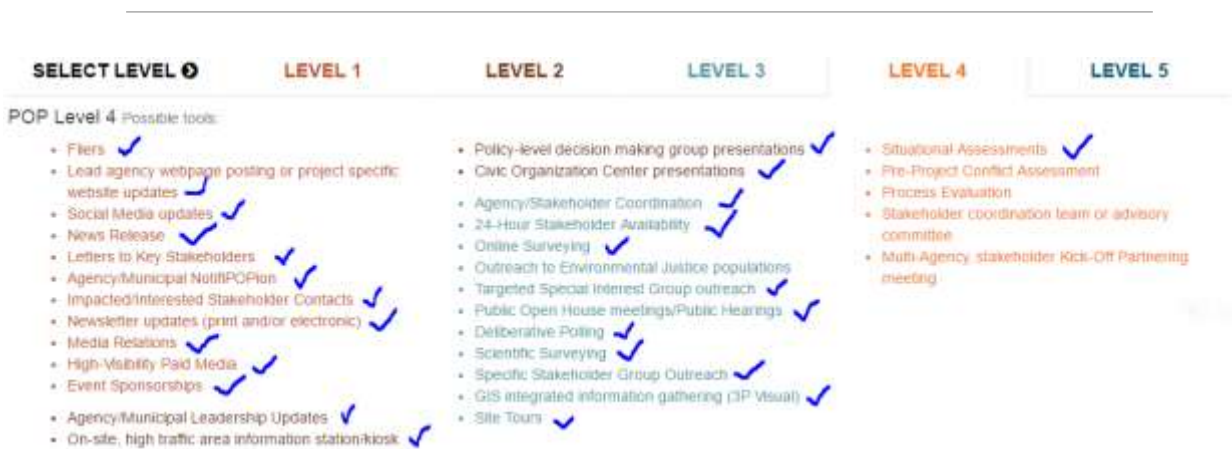 SELECT LEVEL
LEVEL 1
LEVEL 2
LEVEL 3
LEVEL 4
LEVEL 5
POP Level 4 Possible tools:
Fliers
Lead agency webpage posting or project specific
website updates
Social Media updates
News Release
Letters to Key Stakeholders
Agency/Municipal NotifiPOPion
Impacted/Interested Stakeholder Contacts
Newsletter updates (print and/or electronic)
Media Relations
High-Visibility Paid Media
Event Sponsorships
Agency/Municipal Leadership Updates
On-site, high traffic area information station/kiosk
Policy-level decision making group presentations
Civic Organization Center presentations
Agency/Stakeholder Coordination
24-Hour Stakeholder Availability
Online Surveying
Outreach to Environmental Justice populations
Targeted Special Interest Group outreach
Public Open House meetings/Public Hearings
Deliberative Polling
Scientific Surveying
Specific Stakeholder Group Outreach
GIS integrated information gathering (3P Visual)
Site Tours
Situational Assessments
Pre-Project Conflict Assessment
Process Evaluation
Stakeholder coordination team or advisory
committee
Multi-Agency, stakeholder Kick-Off Partnering
meeting